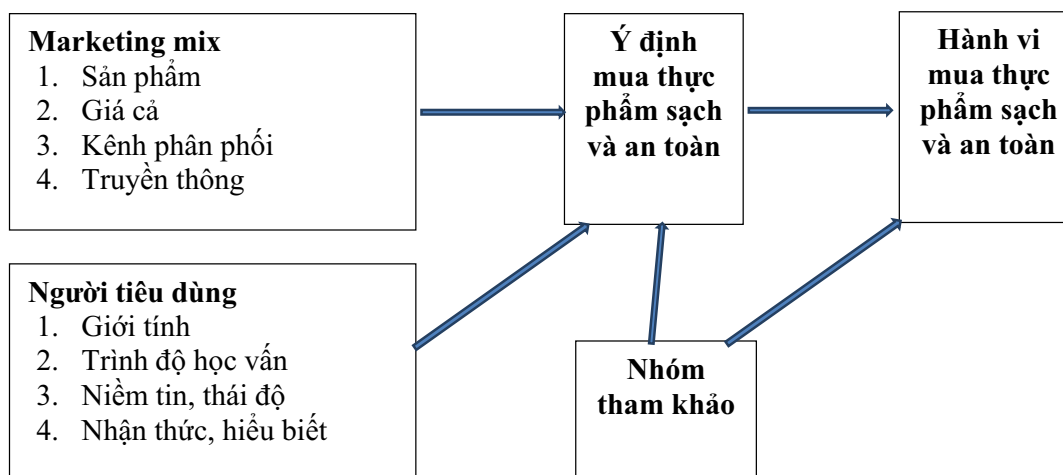 Marketing mix
1. Sản phẩm
2. Giá cả
3. Kênh phân phối
4. Truyền thông
Ý định
mua thực
phẩm sạch
và an toàn
Hành vi
mua thực
phẩm sạch
và an toàn
Người tiêu dùng
1. Giới tính
2. Trình độ học vấn
3. Niềm tin, thái độ
4. Nhận thức, hiểu biết
Nhóm
tham khảo